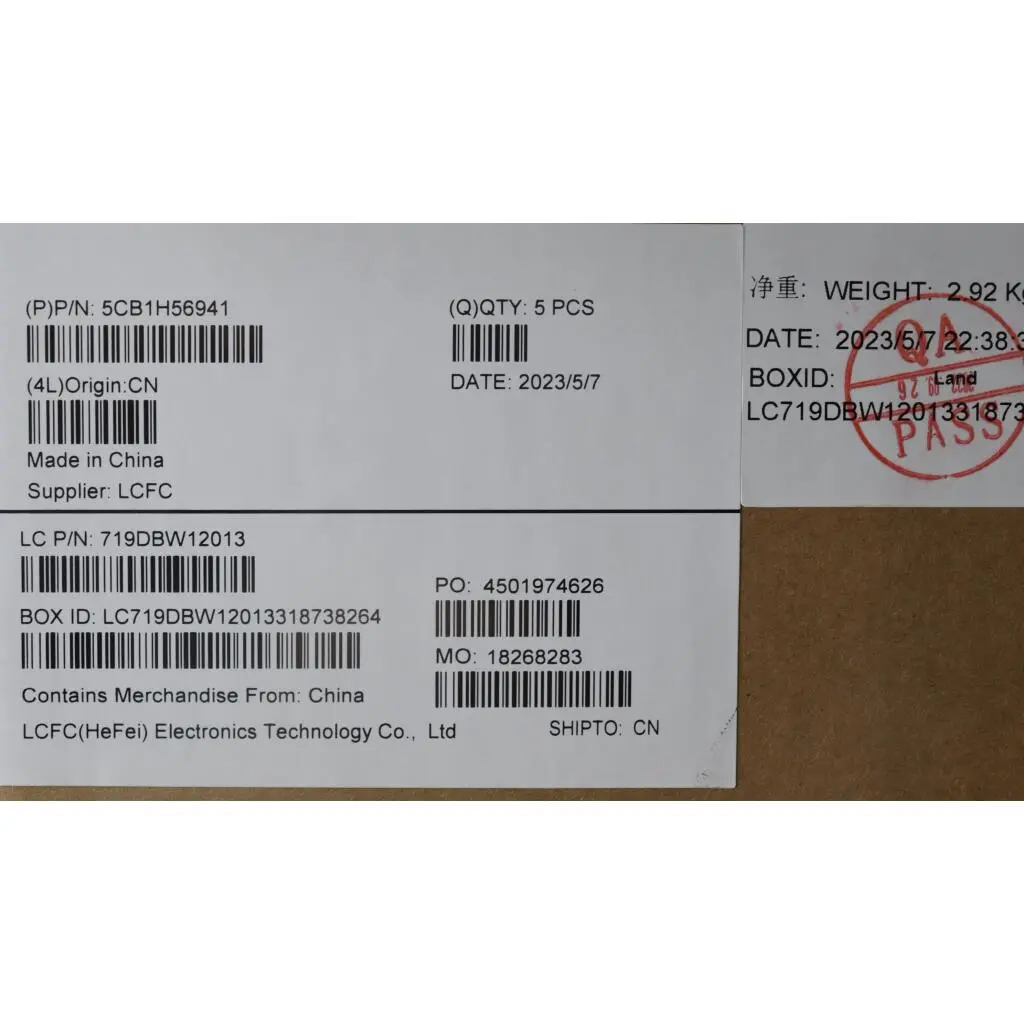 (P)P/N: 5CB1H56941
(Q)QTY: 5 PCS
(4L)Origin:CN
DATE: 2023/5/7
Made in China
Supplier: LCFC
LC P/N: 719DBW12013
PO: 4501974626
BOX ID: LC719DBW12013318738264
MO: 18268283
Contains Merchandise From: China
LCFC(HeFei) Electronics Technology Co., Ltd
SHIPTO: CN
净重: WEIGHT: 2.92 Kg
DATE: 2023/5/7 22:38:3
BOXID:
Land
LC719DBW1201331873
QA
PASS